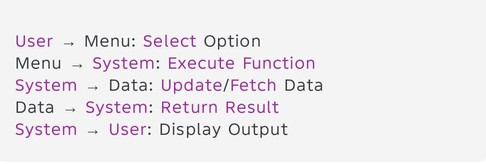 User → Menu: Select Option
Menu → System: Execute Function
System → Data: Update/Fetch Data
Data → System: Return Result
System → User: Display Output